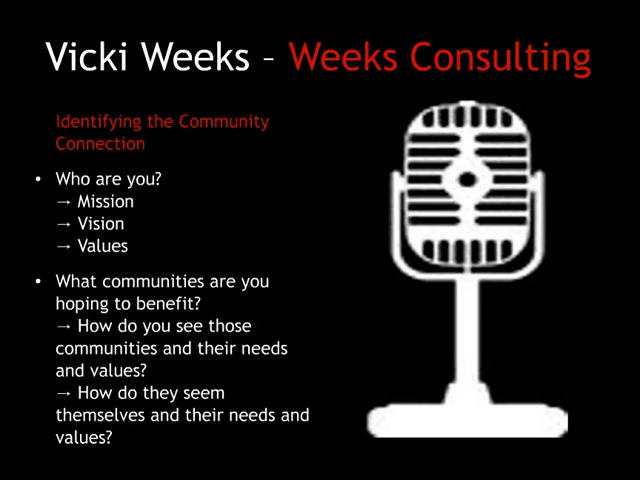 Vicki Weeks – Weeks Consulting
Identifying the Community
Connection
• Who are you?
→ Mission
→ Vision
→ Values
• What communities are you
hoping to benefit?
→ How do you see those
communities and their needs
and values?
→ How do they seem
themselves and their needs and
values?